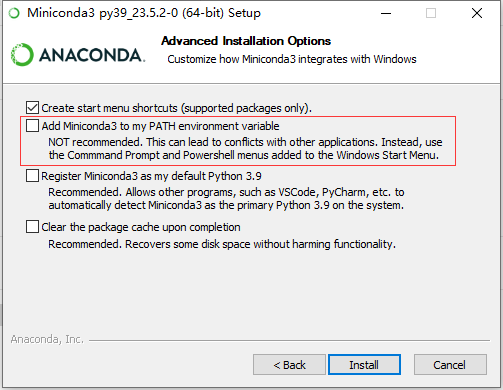 Miniconda3 py39_23.5.2-0 (64-bit) Setup
ANACONDA.
Advanced Installation Options
Customize how Miniconda3 integrates with Windows
Create start menu shortcuts (supported packages only).
Add Miniconda3 to my PATH environment variable
NOT recommended. This can lead to conflicts with other applications. Instead, use
the Commmand Prompt and Powershell menus added to the Windows Start Menu.
Register Miniconda3 as my default Python 3.9
Recommended. Allows other programs, such as VSCode, PyCharm, etc. to
automatically detect Miniconda3 as the primary Python 3.9 on the system.
Clear the package cache upon completion
Recommended. Recovers some disk space without harming functionality.
Anaconda, Inc.
< Back
Install
Cancel